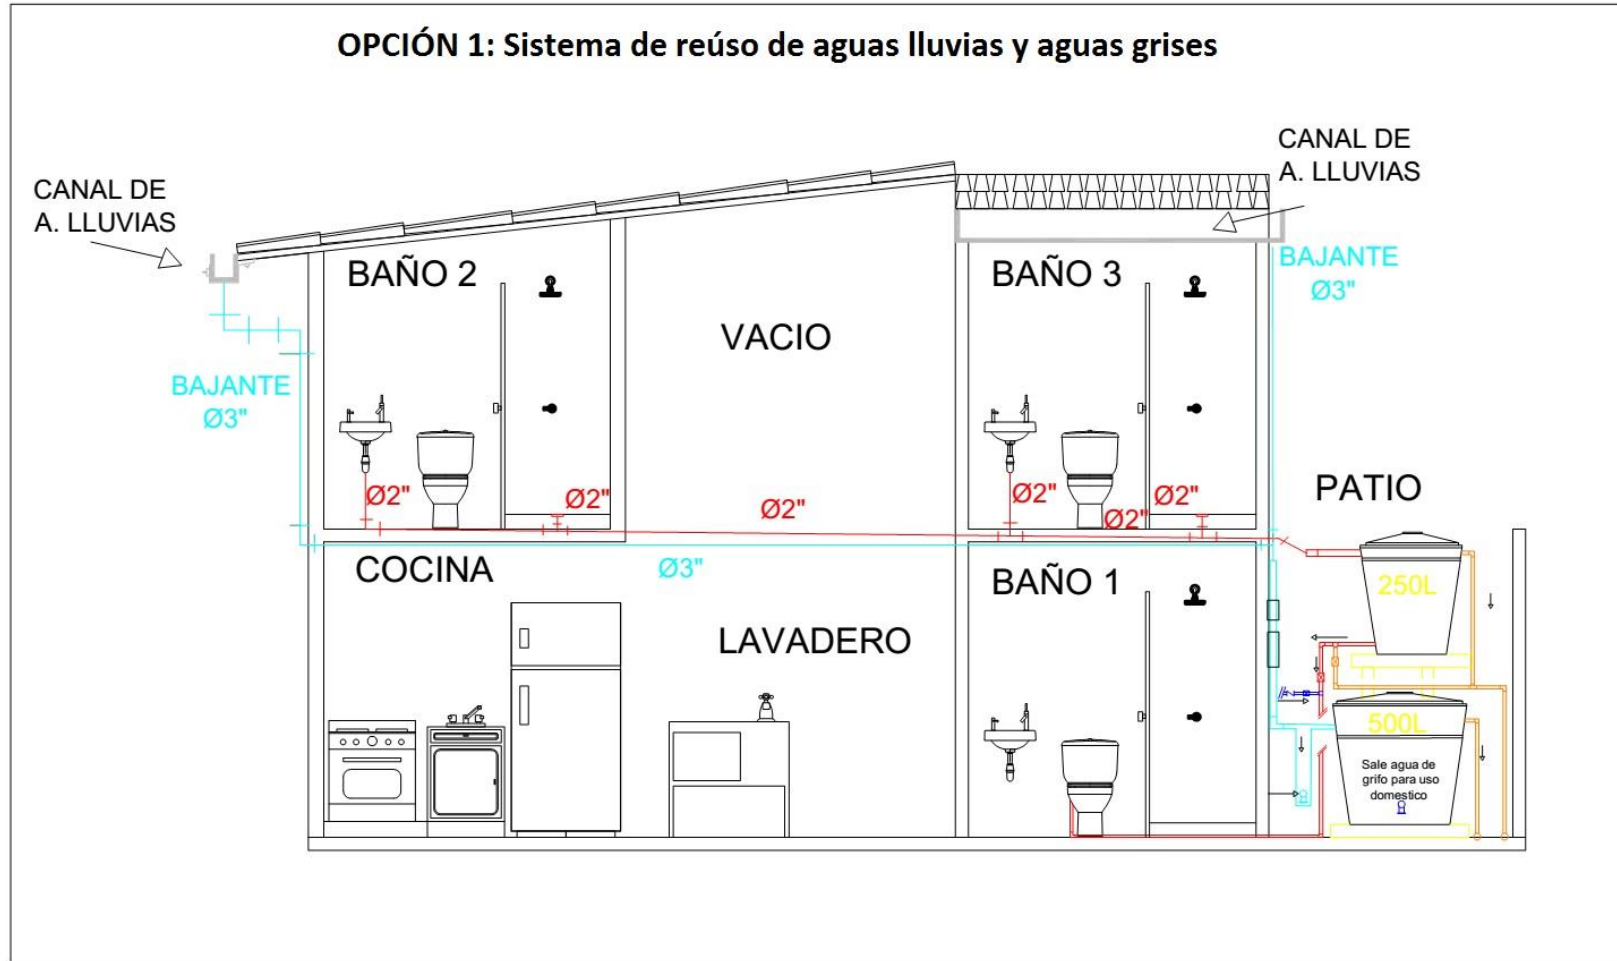 OPCIÓN 1: Sistema de reúso de aguas lluvias y aguas grises
CANAL DE
A. LLUVIAS
CANAL DE
A. LLUVIAS
BAÑO 2
BAÑO 3
BAJANTE
Ø3"
VACIO
BAJANTE
Ø3"
PATIO
Ø2"
Ø2"
Ø2"
Ø2"
Ø2"
Ø2"
COCINA
Ø3"
BAÑO 1
250L
LAVADERO
500L
Sale agua de
grifo para uso
domestico